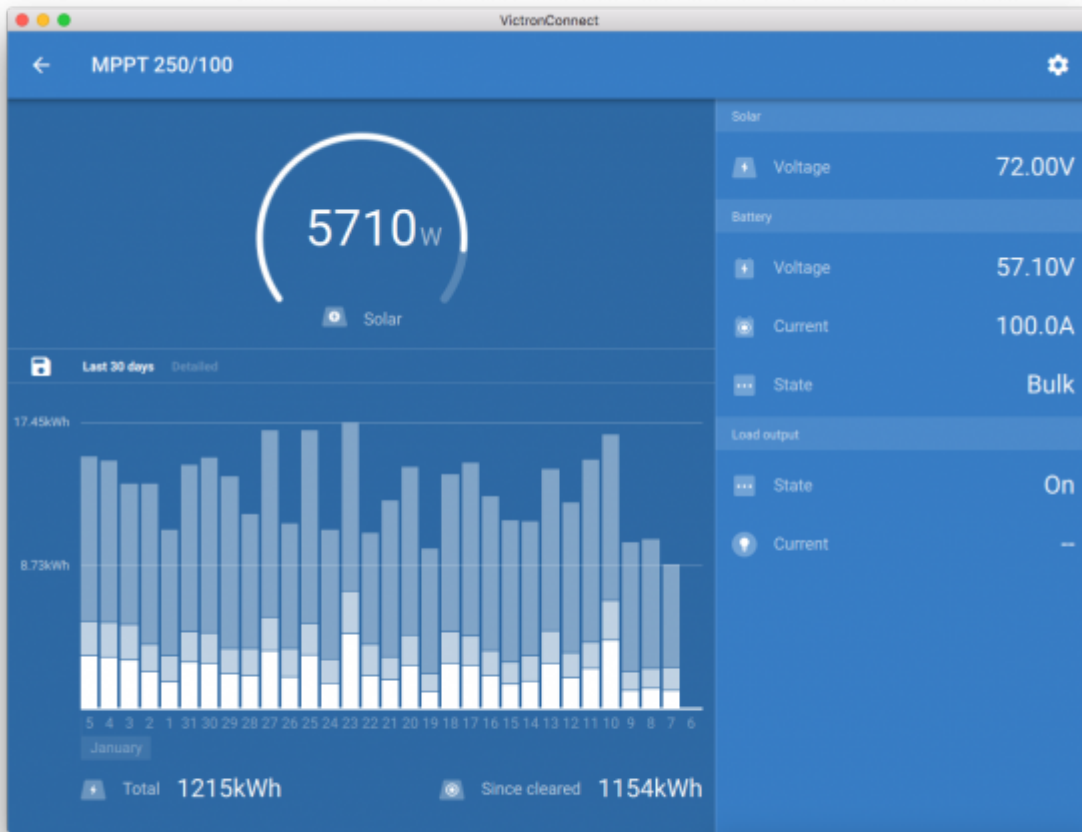 VictronConnect
MPPT 250/100
5710W
Solar
Last 30 days Detailed
17.45kWh
8.73kWh
5 4 3 2 1 31 30 29 28 27 26 25 24 23 22 21 20 19 18 17 16 15 14 13 12 11 10 9 8 7 6
January
Total 1215kWh Since cleared 1154kWh
Solar
Voltage 72.00V
Battery
Voltage 57.10V
Current 100.0A
State Bulk
Load output
State On
Current --